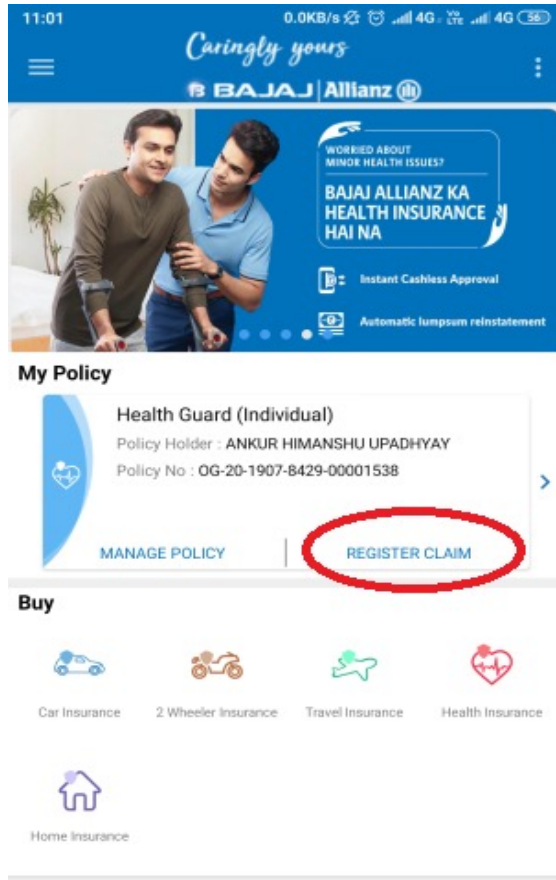 11:01 0.0KB/s 4G Vo LTE 4G 56
Caringly yours
B BAJAJ | Allianz
WORRIED ABOUT
MINOR HEALTH ISSUES?
BAJAJ ALLIANZ KA
HEALTH INSURANCE
HAI NA
Instant Cashless Approval
Automatic lumpsum reinstatement
My Policy
Health Guard (Individual)
Policy Holder : ANKUR HIMANSHU UPADHYAY
Policy No : OG-20-1907-8429-00001538
MANAGE POLICY | REGISTER CLAIM
Buy
Car Insurance 2 Wheeler Insurance Travel Insurance Health Insurance
Home Insurance